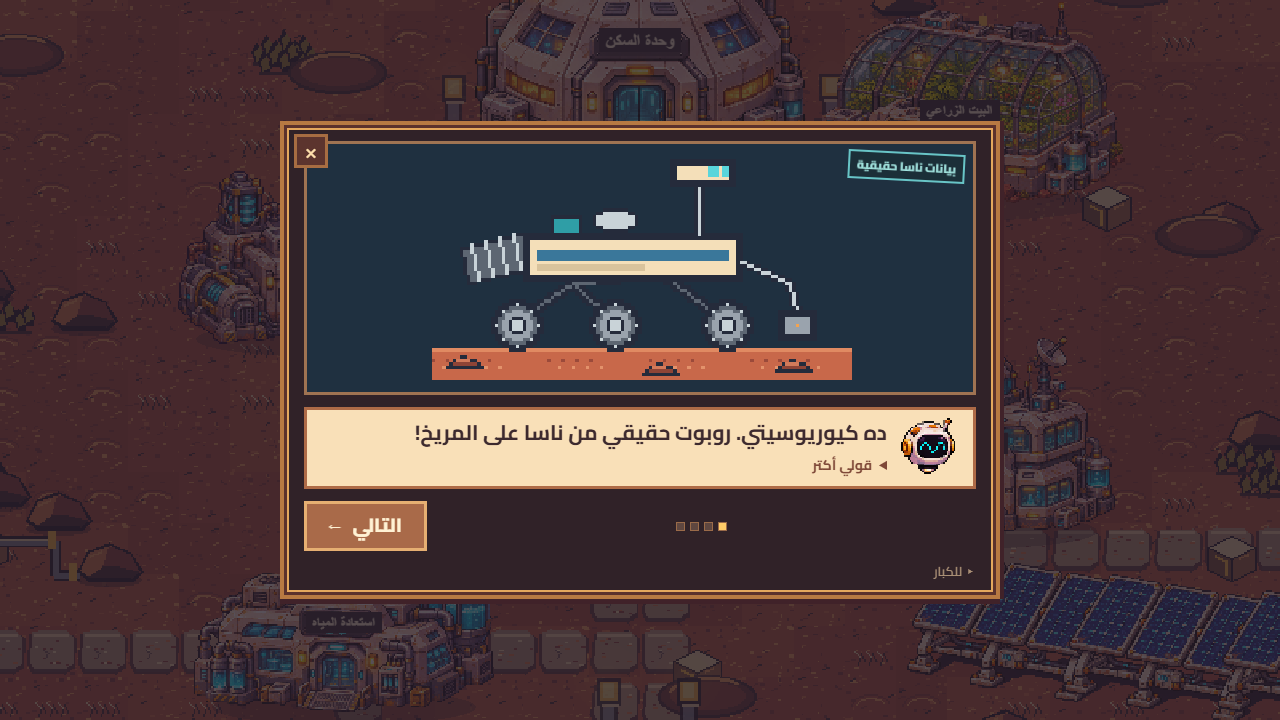 وحدة السكن
البيت الزراعي
×
بيانات ناسا حقيقية
ده كيوريوسيتي. روبوت حقيقي من ناسا على المريخ!
◀ قولي أكتر
التالي ←
▸ للكبار
استعادة المياه